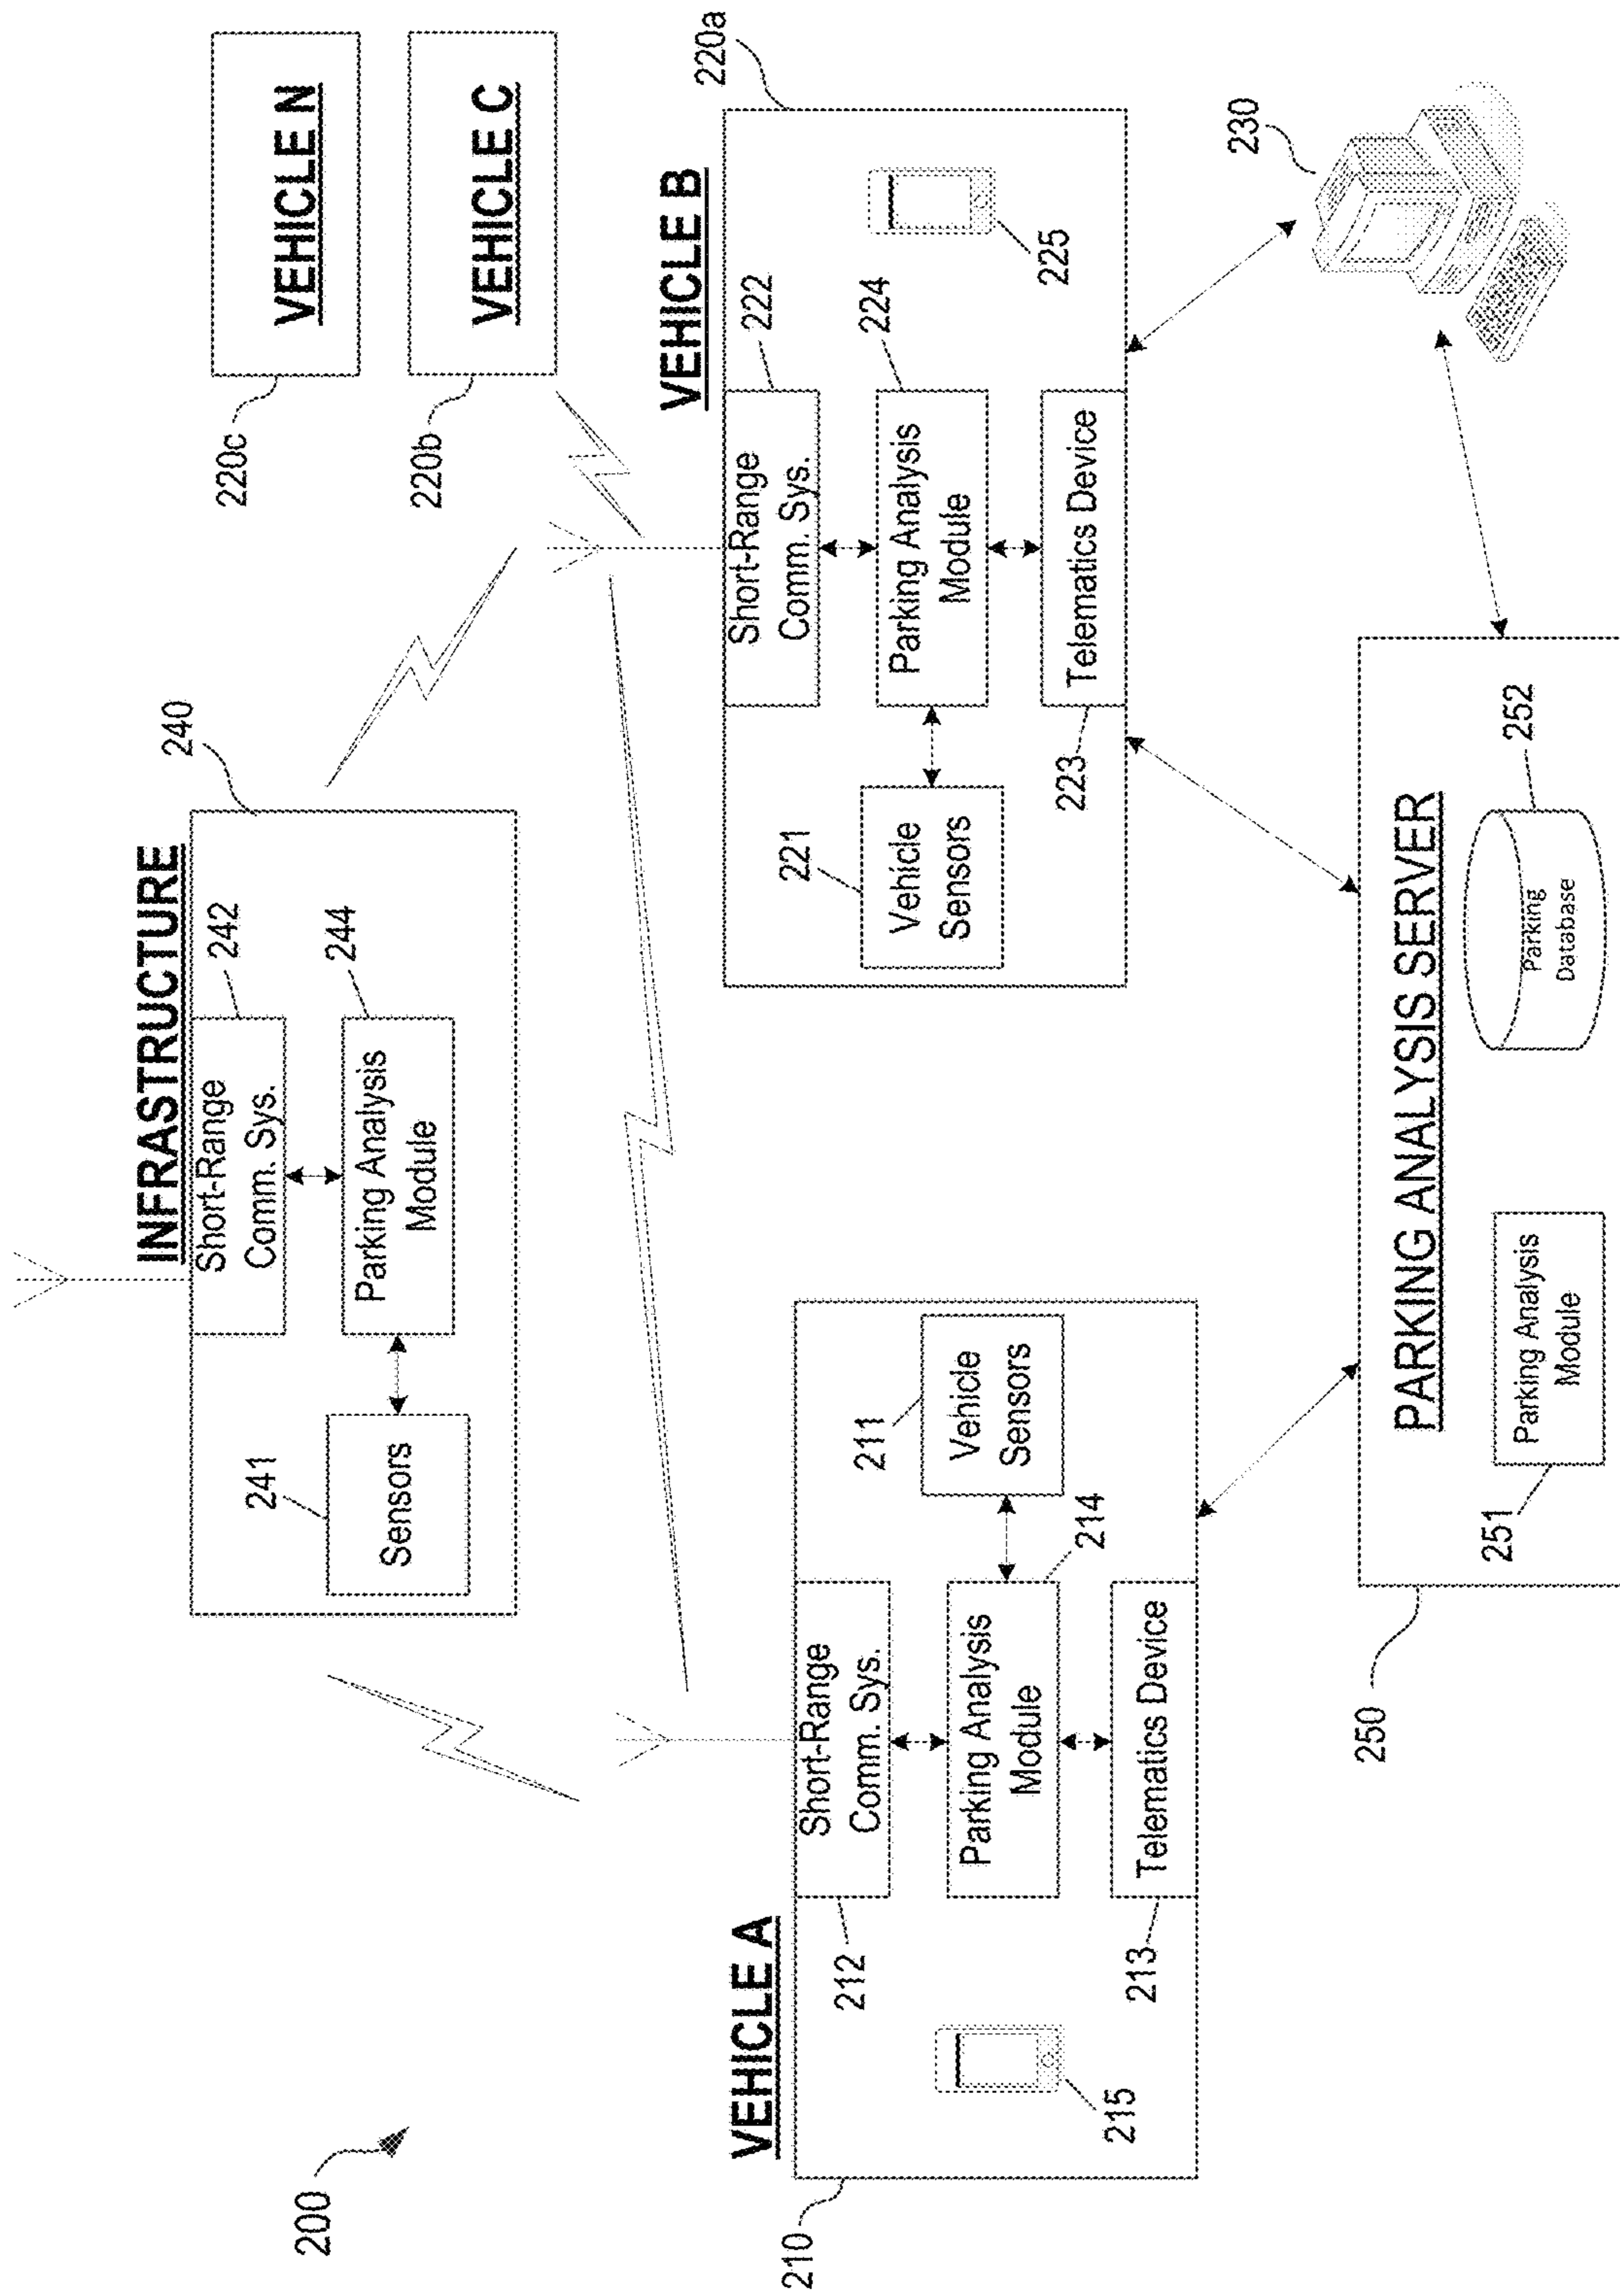 200
INFRASTRUCTURE
240
Short-Range
Comm. Sys.
242
241
Sensors
Parking Analysis
Module
244
220c
VEHICLE N
220b
VEHICLE C
VEHICLE A
210
Short-Range
Comm. Sys.
212
215
Parking Analysis
Module
214
211
Vehicle
Sensors
213
Telematics Device
VEHICLE B
220a
Short-Range
Comm. Sys.
222
221
Vehicle
Sensors
Parking Analysis
Module
224
225
223
Telematics Device
230
250
PARKING ANALYSIS SERVER
251
Parking Analysis
Module
252
Parking
Database